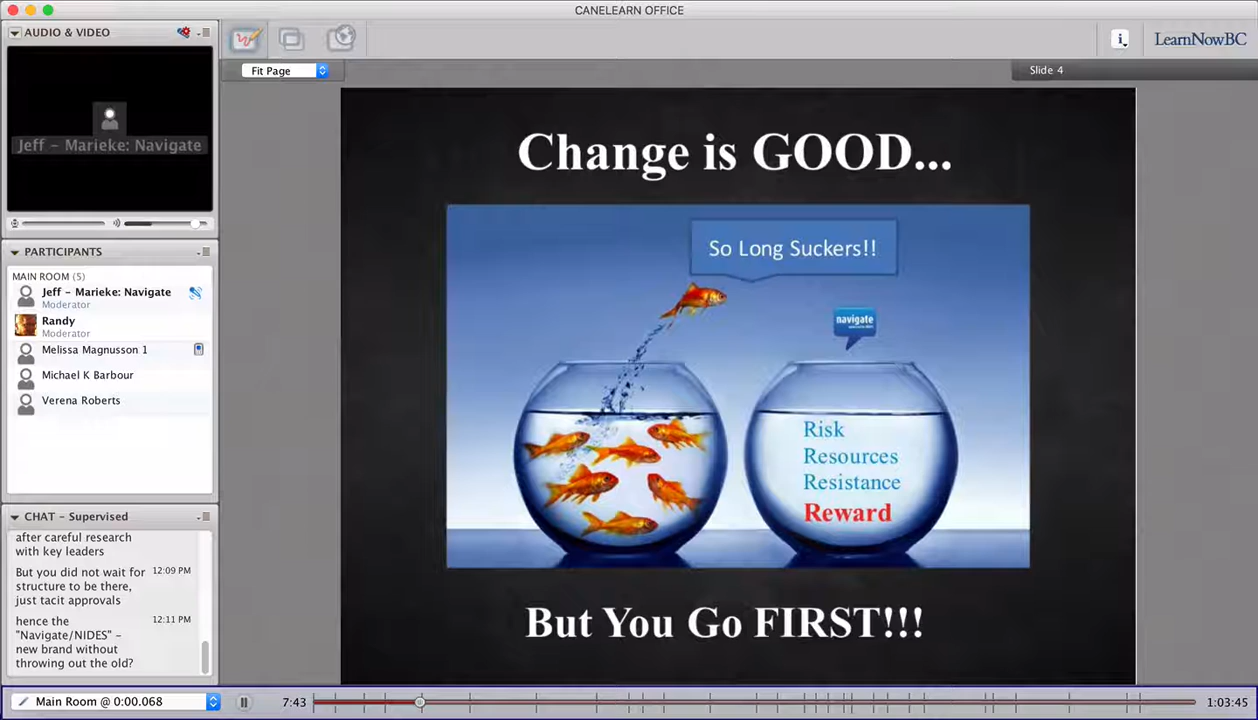 CANELEARN OFFICE
AUDIO & VIDEO
Jeff - Marieke: Navigate
PARTICIPANTS
MAIN ROOM (5)
Jeff - Marieke: Navigate
Moderator
Randy
Moderator
Melissa Magnusson 1
Michael K Barbour
Verena Roberts
CHAT - Supervised
after careful research
with key leaders
But you did not wait for 12:09 PM
structure to be there,
just tacit approvals
hence the 12:11 PM
"Navigate/NIDES" -
new brand without
throwing out the old?
i
LearnNowBC
Fit Page
Slide 4
Change is GOOD...
So Long Suckers!!
navigate
Risk
Resources
Resistance
Reward
But You Go FIRST!!!
Main Room @ 0:00.068
7:43
1:03:45